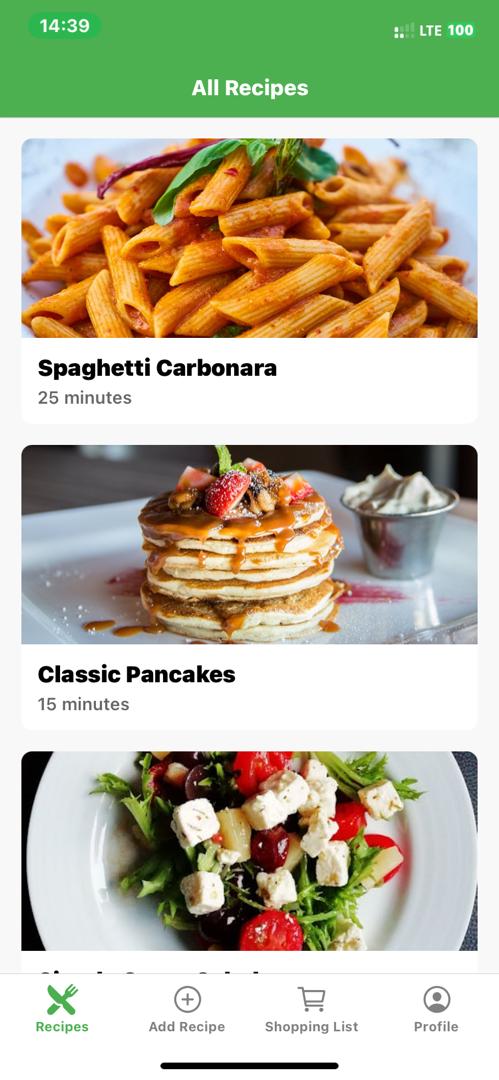 14:39
LTE 100
All Recipes
Spaghetti Carbonara
25 minutes
Classic Pancakes
15 minutes
Recipes
Add Recipe
Shopping List
Profile